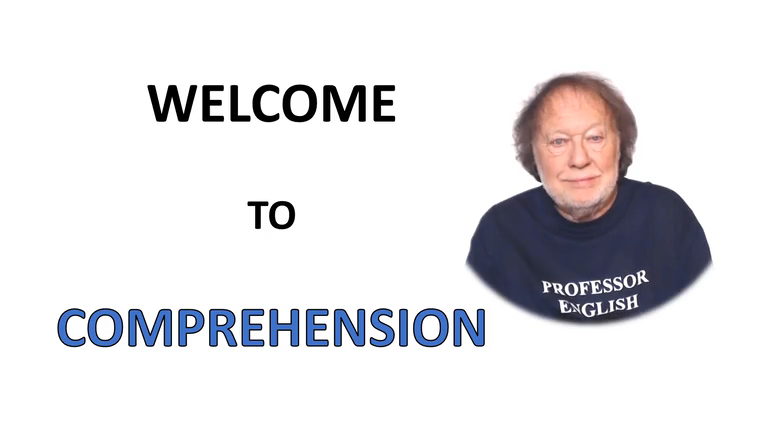 WELCOME
TO
COMPREHENSION
PROFESSOR
ENGLISH